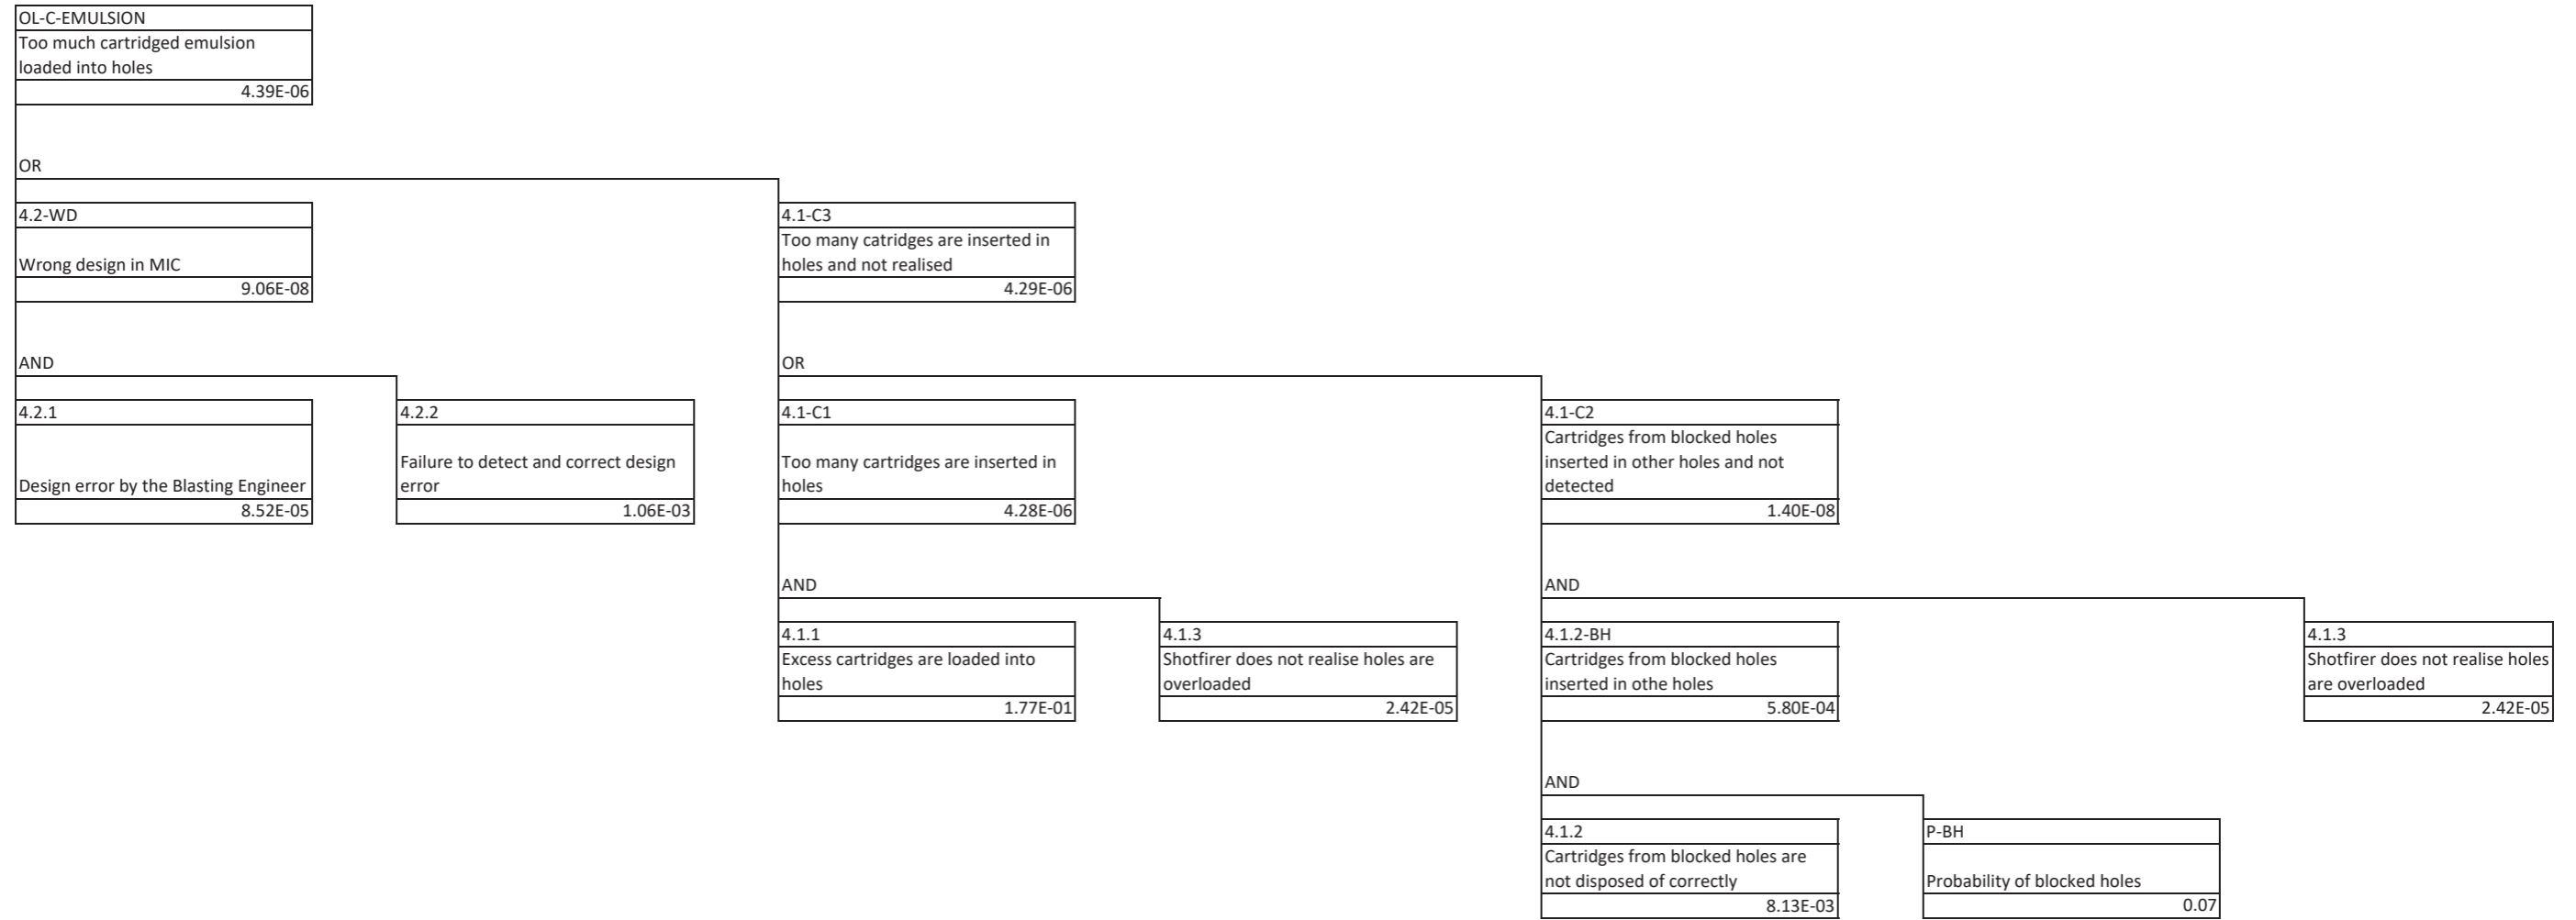 OL-C-EMULSION
Too much cartridged emulsion
loaded into holes
4.39E-06
OR
4.2-WD
Wrong design in MIC
9.06E-08
4.1-C3
Too many catridges are inserted in
holes and not realised
4.29E-06
AND
OR
4.2.1
Design error by the Blasting Engineer
8.52E-05
4.2.2
Failure to detect and correct design
error
1.06E-03
4.1-C1
Too many cartridges are inserted in
holes
4.28E-06
4.1-C2
Cartridges from blocked holes
inserted in other holes and not
detected
1.40E-08
AND
AND
4.1.1
Excess cartridges are loaded into
holes
1.77E-01
4.1.3
Shotfirer does not realise holes are
overloaded
2.42E-05
4.1.2-BH
Cartridges from blocked holes
inserted in othe holes
5.80E-04
4.1.3
Shotfirer does not realise holes
are overloaded
2.42E-05
AND
4.1.2
Cartridges from blocked holes are
not disposed of correctly
8.13E-03
P-BH
Probability of blocked holes
0.07